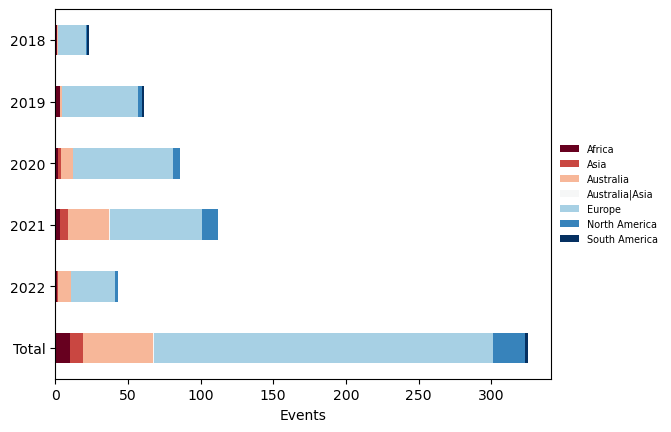 2018
2019
2020
2021
2022
Total
0 50 100 150 200 250 300
Events
Africa
Asia
Australia
Australia|Asia
Europe
North America
South America